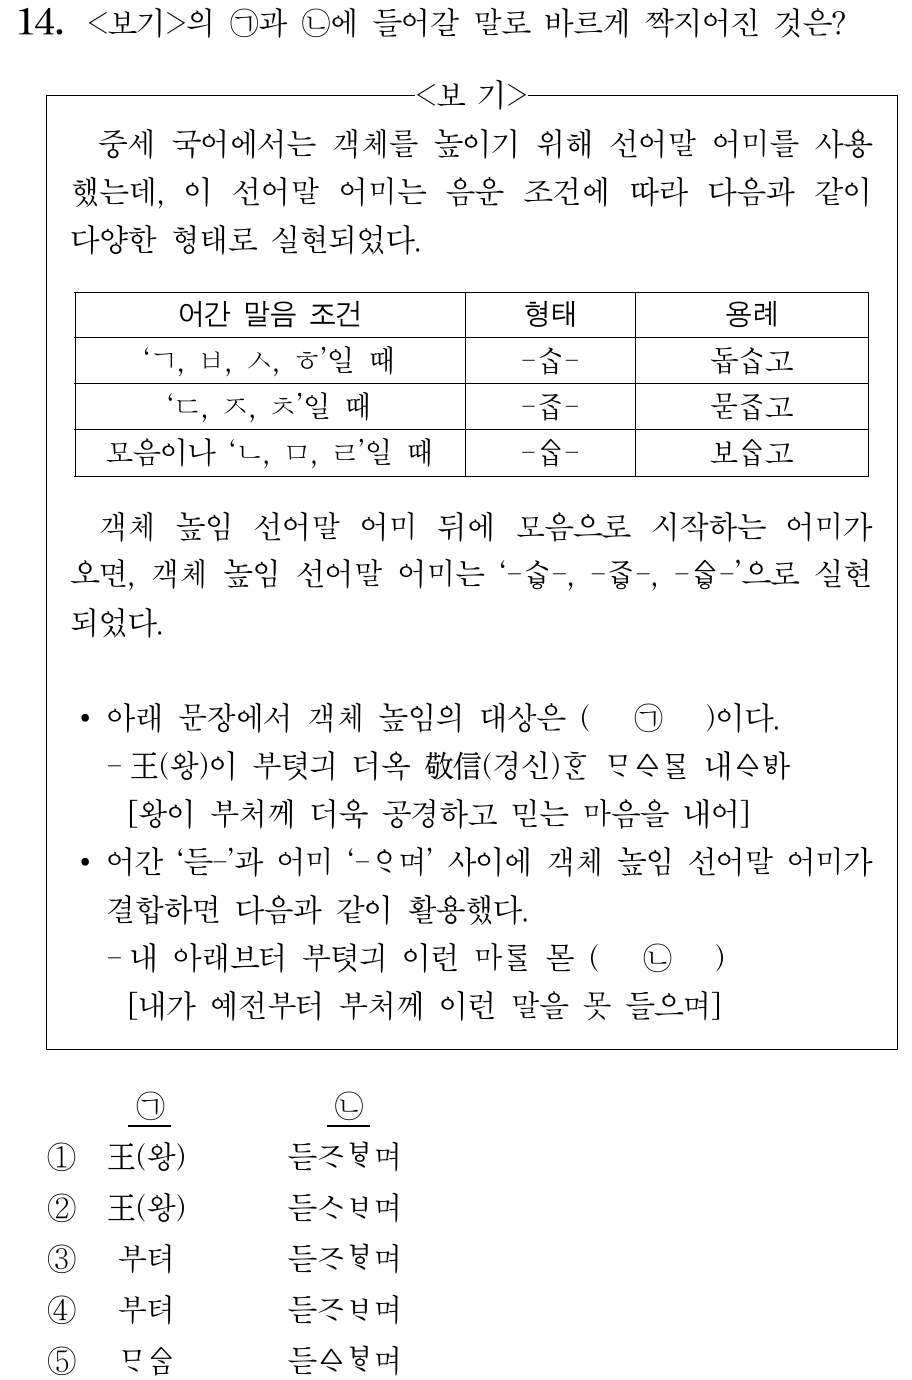 14. <보기>의 ㉠과 ㉡에 들어갈 말로 바르게 짝지어진 것은?
<보 기>
중세 국어에서는 객체를 높이기 위해 선어말 어미를 사용
했는데, 이 선어말 어미는 음운 조건에 따라 다음과 같이
다양한 형태로 실현되었다.
어간 말음 조건 형태 용례
‘ㄱ, ㅂ, ㅅ, ㅎ’일 때 -ᄉᆞᆸ- 돕ᄉᆞᆸ고
‘ㄷ, ㅈ, ㅊ’일 때 -ᄌᆞᆸ- 묻ᄌᆞᆸ고
모음이나 ‘ㄴ, ㅁ, ㄹ’일 때 -ᅀᆞᆸ- 보ᅀᆞᆸ고
객체 높임 선어말 어미 뒤에 모음으로 시작하는 어미가
오면, 객체 높임 선어말 어미는 ‘-ᄉᆞᇦ-, -ᄌᆞᇦ-, -ᅀᆞᇦ-’으로 실현
되었다.
• 아래 문장에서 객체 높임의 대상은 ( ㉠ )이다.
- 王(왕)이 부텻긔 더옥 敬信(경신)ᄒᆞᆫ ᄆᆞᅀᆞᄆᆞᆯ 내ᅀᆞᄫᅡ
[왕이 부처께 더욱 공경하고 믿는 마음을 내어]
• 어간 ‘듣-’과 어미 ‘-ᄋᆞ며’ 사이에 객체 높임 선어말 어미가
결합하면 다음과 같이 활용했다.
- 내 아래브터 부텻긔 이런 마ᄅᆞᆯ 몯 ( ㉡ )
[내가 예전부터 부처께 이런 말을 못 들으며]
㉠ ㉡
① 王(왕) 듣ᄌᆞᄫᆞ며
② 王(왕) 듣ᄉᆞᄇᆞ며
③ 부텨 듣ᄌᆞᄫᆞ며
④ 부텨 듣ᄌᆞᄇᆞ며
⑤ ᄆᆞᅀᆞᆷ 듣ᅀᆞᄫᆞ며